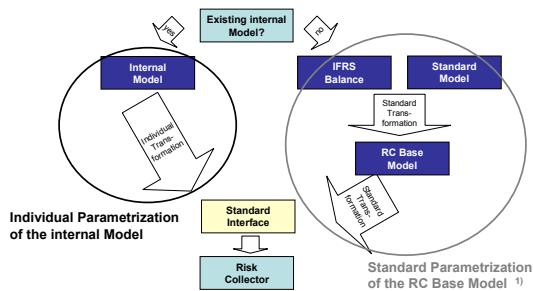 Existing internal
Model?
yes
no
Internal
Model
IFRS
Balance
Standard
Model
Individual
Trans-
formation
Standard
Trans-
formation
RC Base
Model
Standard
Trans-
formation
Individual Parametrization
of the internal Model
Standard
Interface
Risk
Collector
Standard Parametrization
of the RC Base Model 1)